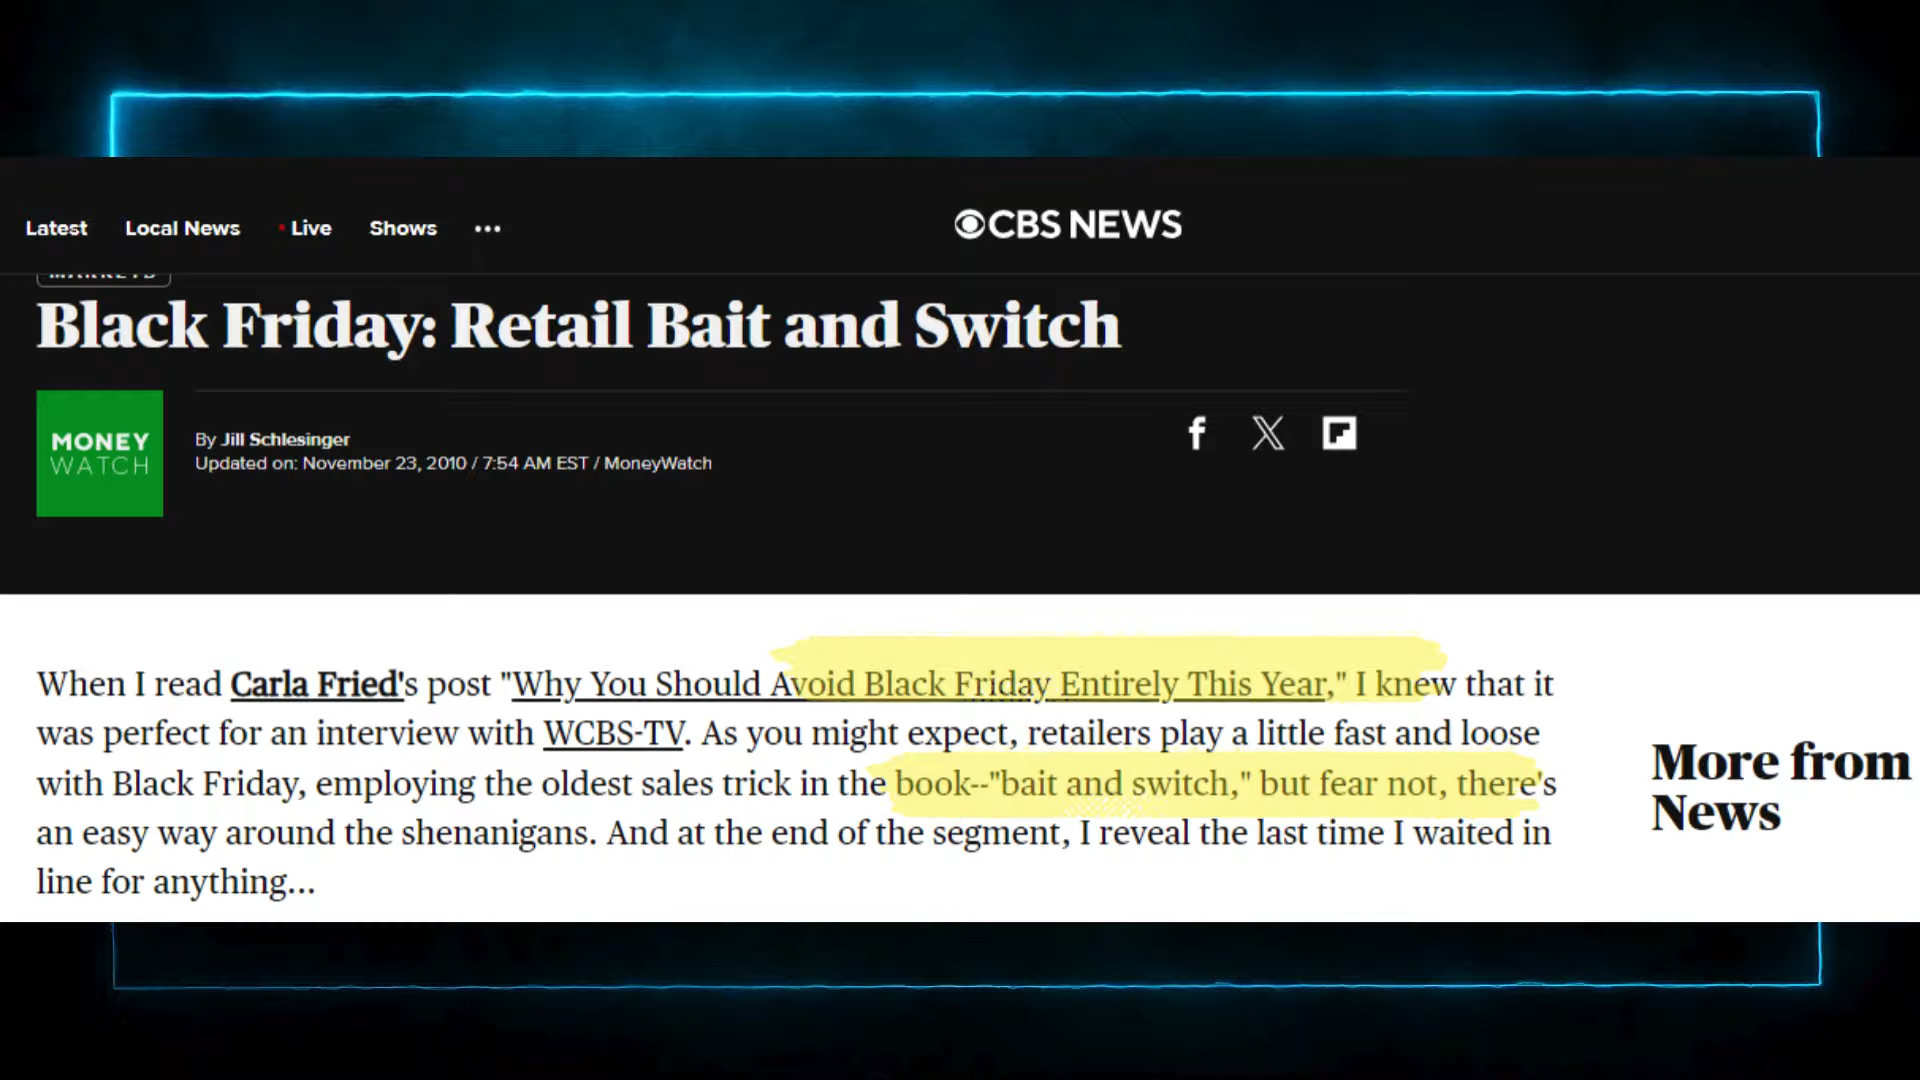 Latest Local News Live Shows ...
CBS NEWS
MARKETS
Black Friday: Retail Bait and Switch
MONEY
WATCH
By Jill Schlesinger
Updated on: November 23, 2010 / 7:54 AM EST / MoneyWatch
When I read Carla Fried's post "Why You Should Avoid Black Friday Entirely This Year," I knew that it
was perfect for an interview with WCBS-TV. As you might expect, retailers play a little fast and loose
with Black Friday, employing the oldest sales trick in the book--"bait and switch," but fear not, there's
an easy way around the shenanigans. And at the end of the segment, I reveal the last time I waited in
line for anything...
More from
News